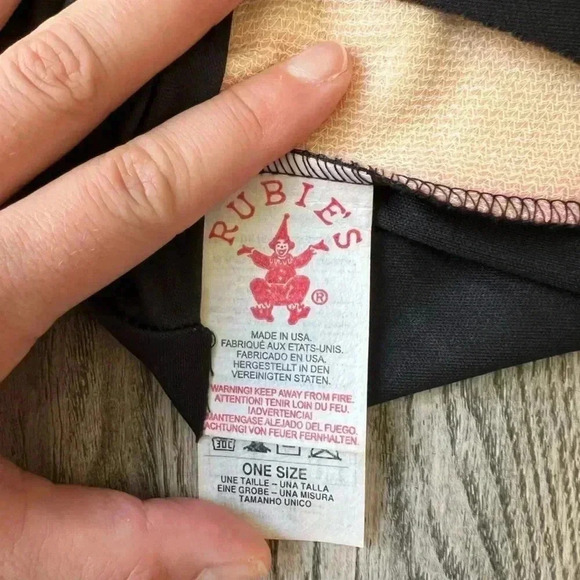 RUBIE'S
®
MADE IN USA.
FABRIQUÉ AUX ETATS-UNIS.
FABRICADO EN USA.
HERGESTELLT IN DEN
VEREINIGTEN STATEN.
WARNING! KEEP AWAY FROM FIRE.
ATTENTION! TENIR LOIN DU FEU.
¡ADVERTENCIA!
MANTENGASE ALEJADO DEL FUEGO.
ACHTUNG! VON FEUER FERNHALTEN.
30C
ONE SIZE
UNE TAILLE ~ UNA TALLA
EINE GROBE ~ UNA MISURA
TAMANHO UNICO